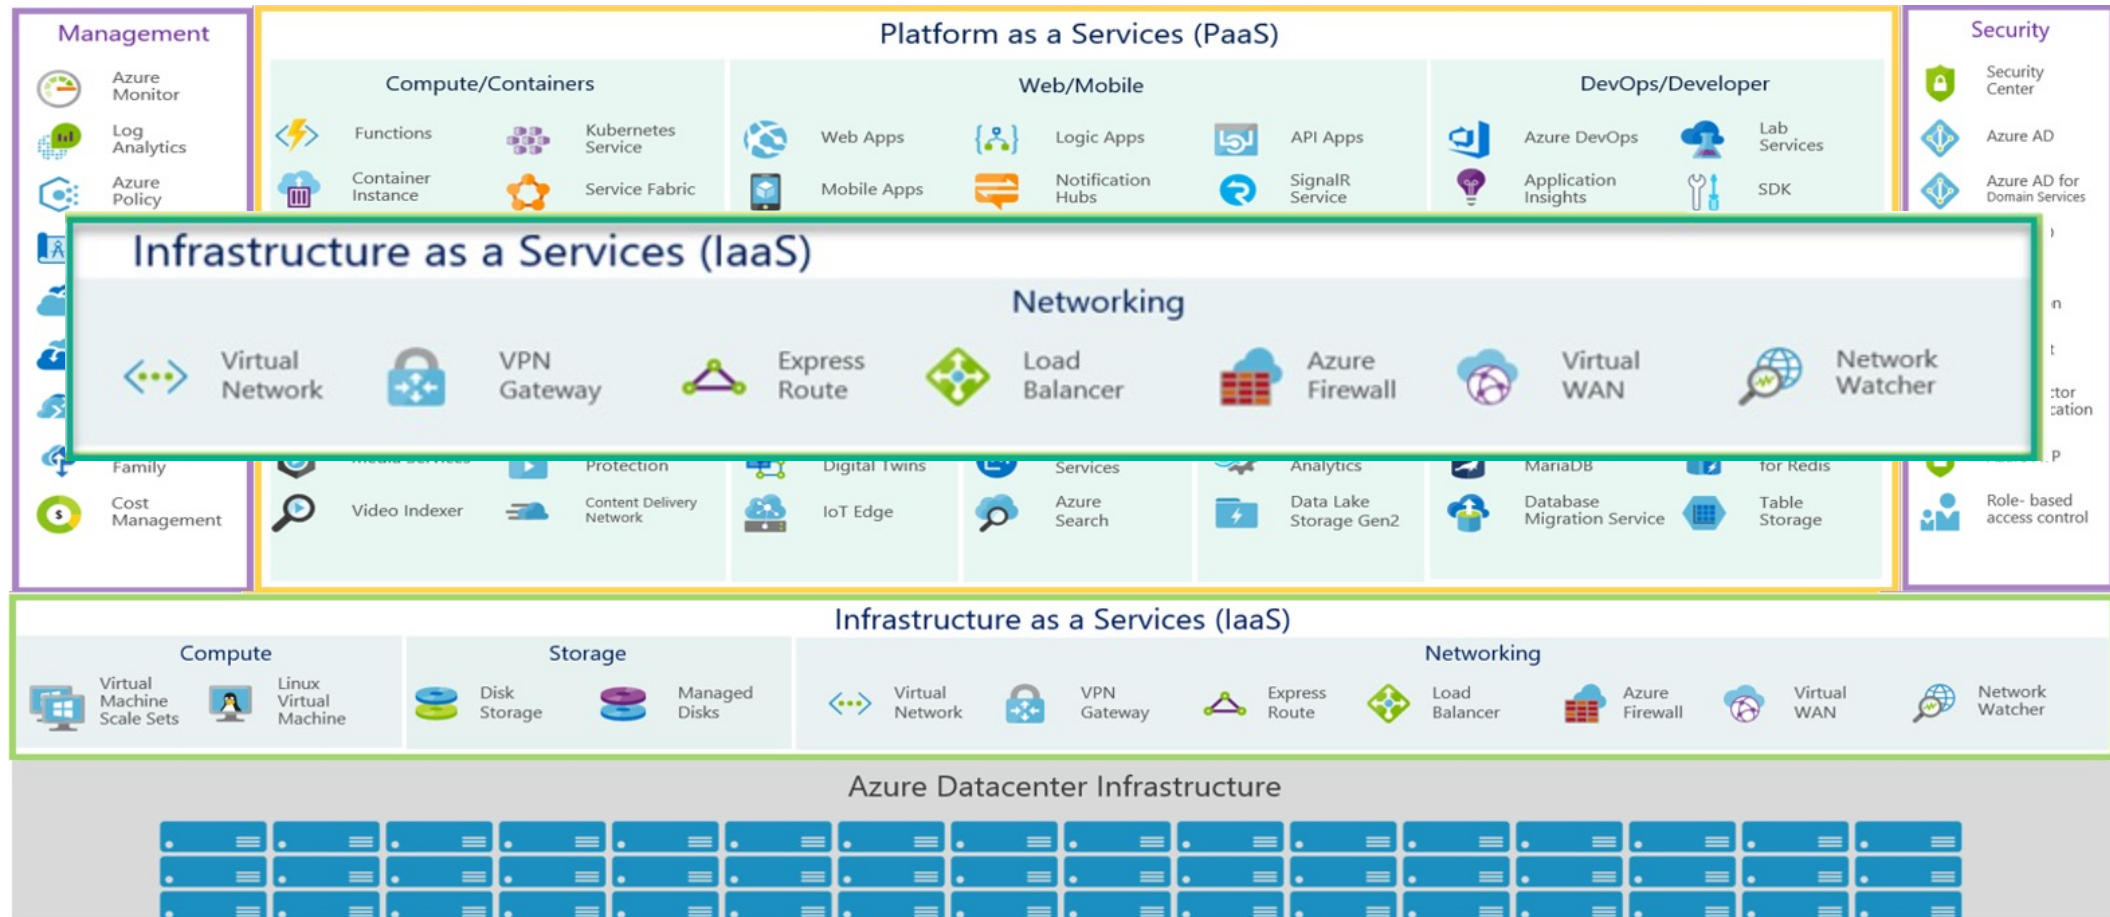 Management
Azure
Monitor
Log
Analytics
Azure
Policy
Platform as a Services (PaaS)
Compute/Containers
Functions
Kubernetes
Service
Container
Instance
Service Fabric
Web/Mobile
Web Apps
Logic Apps
API Apps
Mobile Apps
Notification
Hubs
SignalR
Service
DevOps/Developer
Azure DevOps
Lab
Services
Application
Insights
SDK
Security
Security
Center
Azure AD
Azure AD for
Domain Services
Infrastructure as a Services (IaaS)
Networking
Virtual
Network
VPN
Gateway
Express
Route
Load
Balancer
Azure
Firewall
Virtual
WAN
Network
Watcher
Family
Cost
Management
Media Services
Protection
Digital Twins
Services
Analytics
MariaDB
for Redis
Video Indexer
Content Delivery
Network
IoT Edge
Azure
Search
Data Lake
Storage Gen2
Database
Migration Service
Table
Storage
Role- based
access control
Infrastructure as a Services (IaaS)
Compute
Virtual
Machine
Scale Sets
Linux
Virtual
Machine
Storage
Disk
Storage
Managed
Disks
Networking
Virtual
Network
VPN
Gateway
Express
Route
Load
Balancer
Azure
Firewall
Virtual
WAN
Network
Watcher
Azure Datacenter Infrastructure